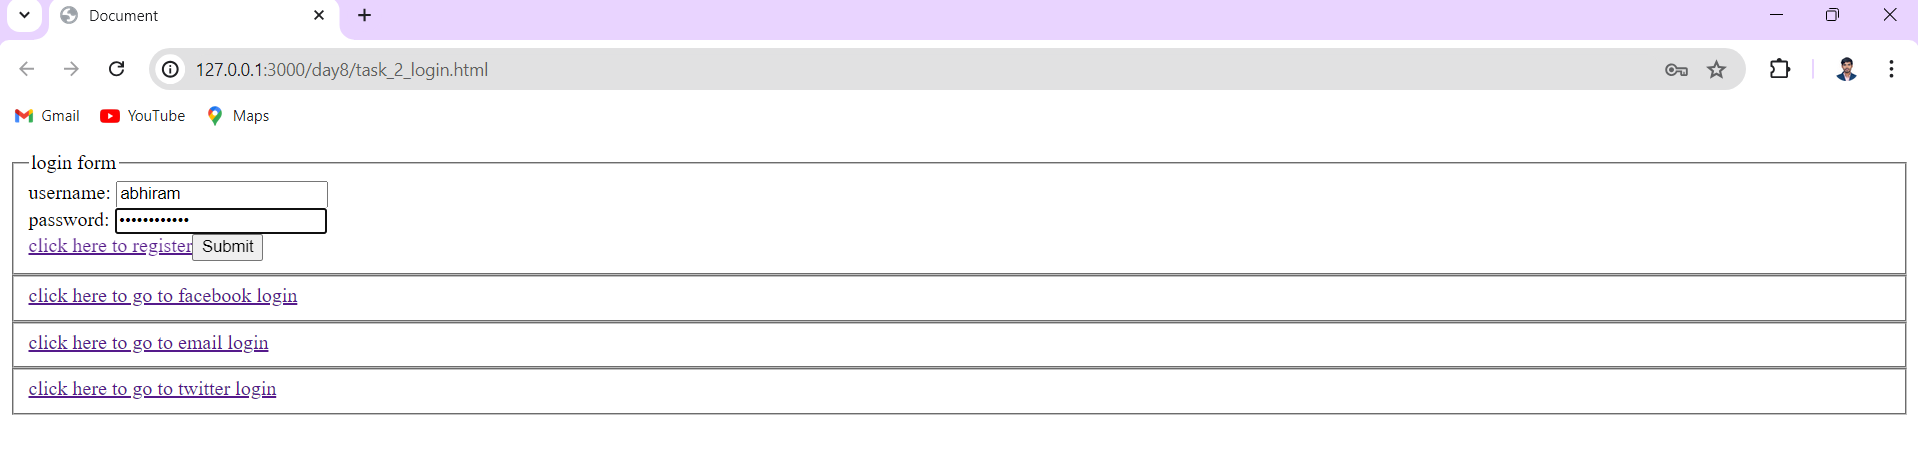 Document
127.0.0.1:3000/day8/task_2_login.html
Gmail YouTube Maps
login form
username: abhiram
password: ••••••••••••
click here to register Submit
click here to go to facebook login
click here to go to email login
click here to go to twitter login